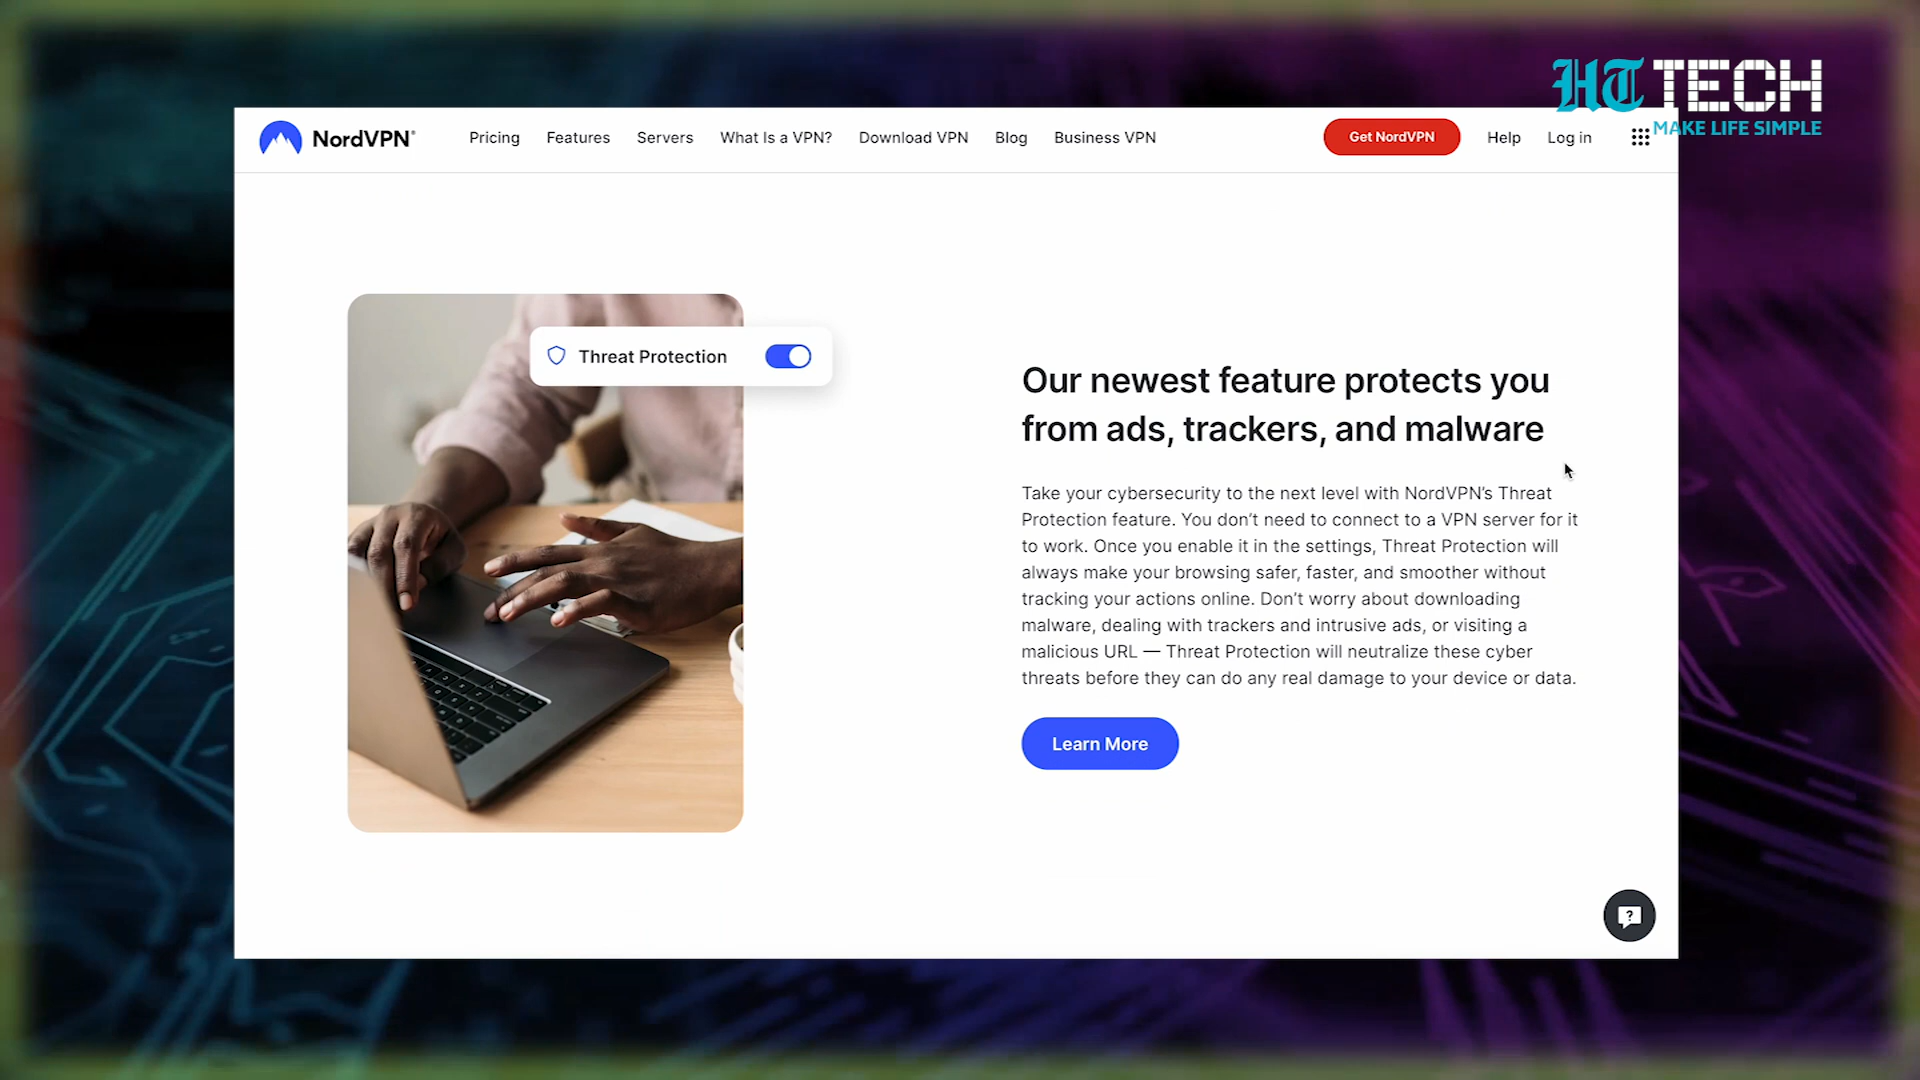 HT TECH
MAKE LIFE SIMPLE
NordVPN®
Pricing
Features
Servers
What Is a VPN?
Download VPN
Blog
Business VPN
Get NordVPN
Help
Log in
Threat Protection
Our newest feature protects you
from ads, trackers, and malware
Take your cybersecurity to the next level with NordVPN’s Threat
Protection feature. You don’t need to connect to a VPN server for it
to work. Once you enable it in the settings, Threat Protection will
always make your browsing safer, faster, and smoother without
tracking your actions online. Don’t worry about downloading
malware, dealing with trackers and intrusive ads, or visiting a
malicious URL — Threat Protection will neutralize these cyber
threats before they can do any real damage to your device or data.
Learn More
?